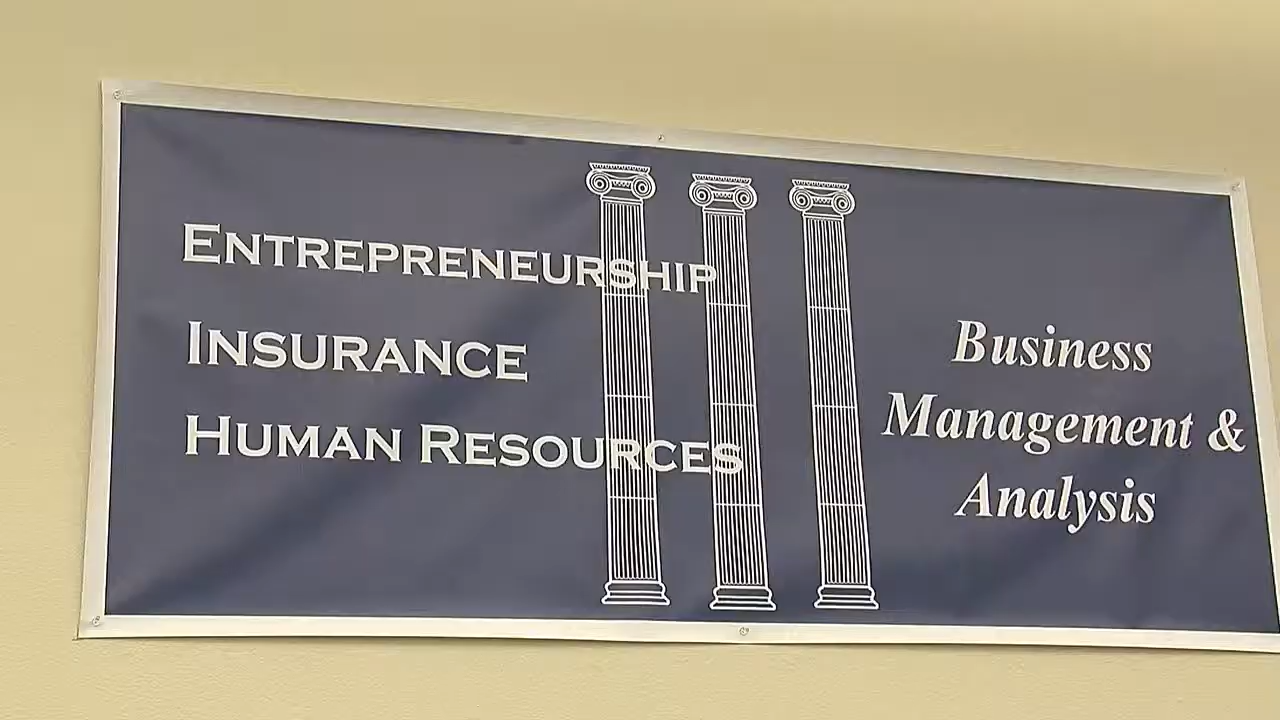 ENTREPRENEURSHIP
INSURANCE
HUMAN RESOURCES
Business
Management &
Analysis